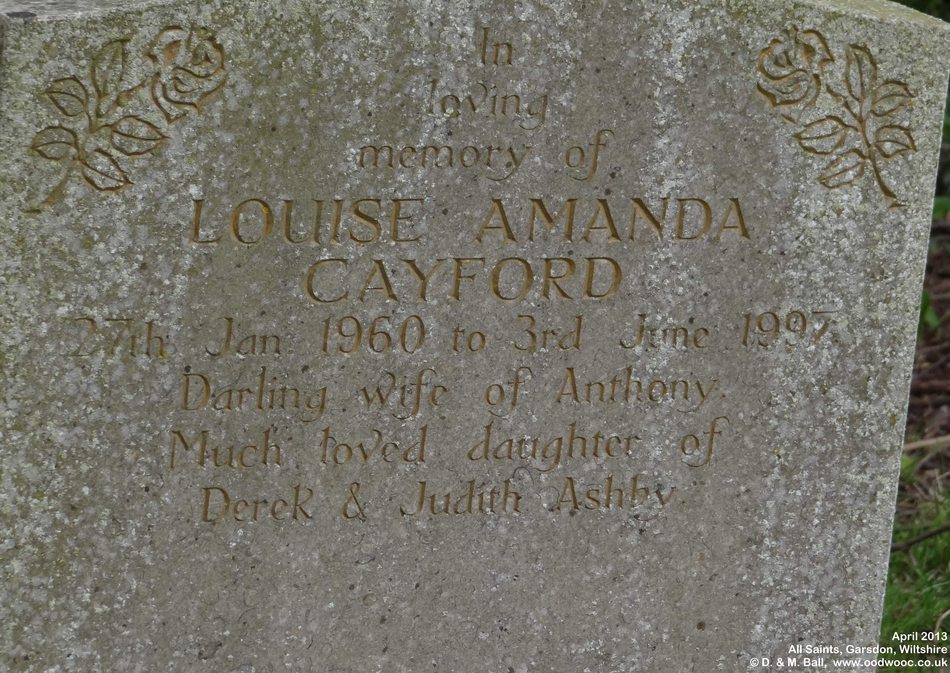 In
loving
memory of
LOUISE AMANDA
CAYFORD
27th Jan 1960 to 3rd June 1997.
Darling wife of Anthony.
Much loved daughter of
Derek & Judith Ashby.
April 2013
All Saints, Garsdon, Wiltshire
© D. & M. Ball, www.oodwooc.co.uk